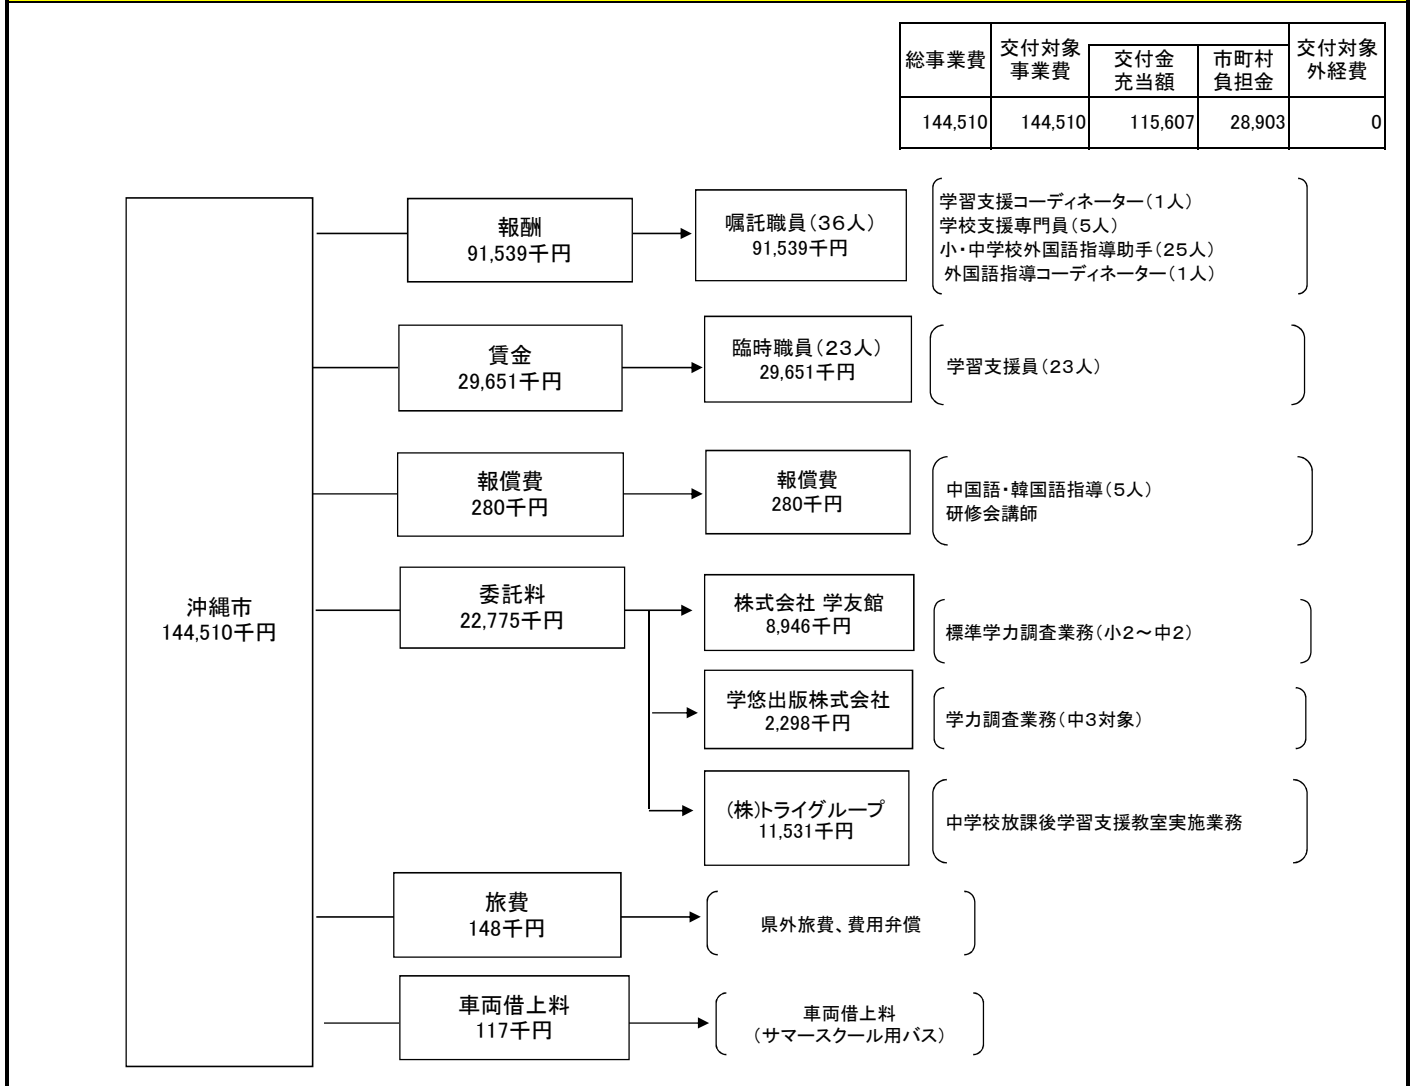 総事業費
交付対象
事業費
交付金
充当額
市町村
負担金
交付対象
外経費
144,510 144,510 115,607 28,903 0
沖縄市
144,510千円
報酬
91,539千円
嘱託職員(36人)
91,539千円
学習支援コーディネーター(1人)
学校支援専門員(5人)
小・中学校外国語指導助手(25人)
外国語指導コーディネーター(1人)
賃金
29,651千円
臨時職員(23人)
29,651千円
学習支援員(23人)
報償費
280千円
報償費
280千円
中国語・韓国語指導(5人)
研修会講師
委託料
22,775千円
株式会社 学友館
8,946千円
標準学力調査業務(小2～中2)
学悠出版株式会社
2,298千円
学力調査業務(中3対象)
(株)トライグループ
11,531千円
中学校放課後学習支援教室実施業務
旅費
148千円
県外旅費、費用弁償
車両借上料
117千円
車両借上料
(サマースクール用バス)